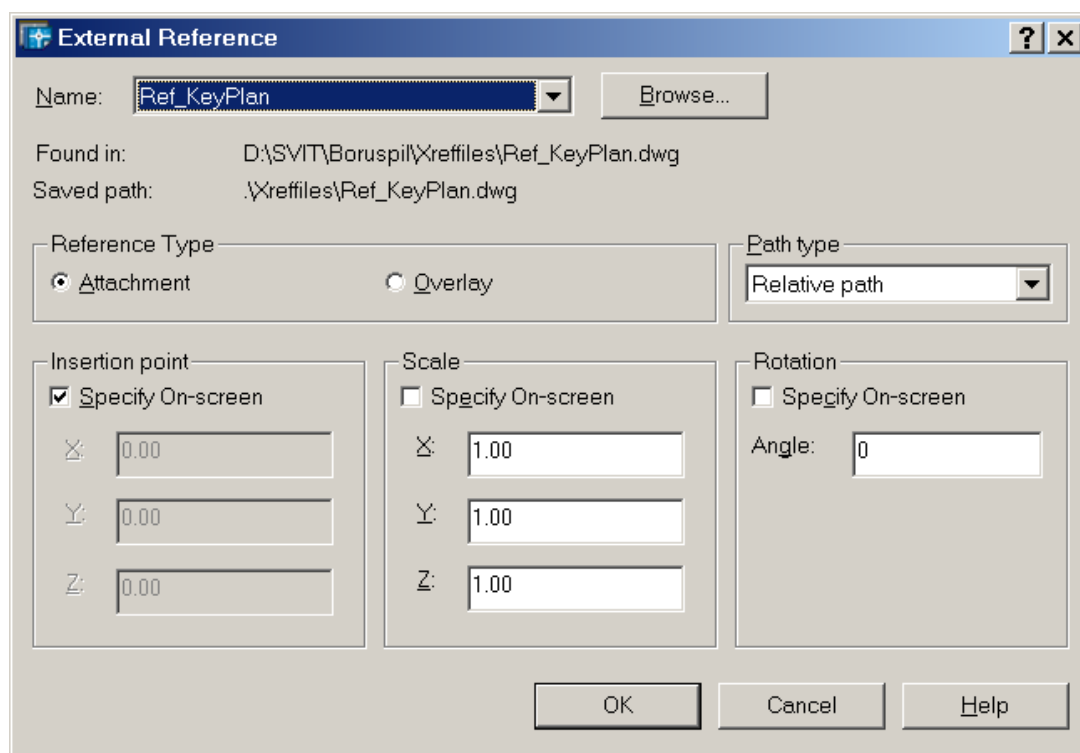 External Reference
Name: Ref_KeyPlan Browse...
Found in: D:\SVIT\Boruspil\Xreffiles\Ref_KeyPlan.dwg
Saved path: .\Xreffiles\Ref_KeyPlan.dwg
Reference Type
Attachment Overlay
Path type
Relative path
Insertion point
Specify On-screen
X: 0.00
Y: 0.00
Z: 0.00
Scale
Specify On-screen
X: 1.00
Y: 1.00
Z: 1.00
Rotation
Specify On-screen
Angle: 0
OK Cancel Help